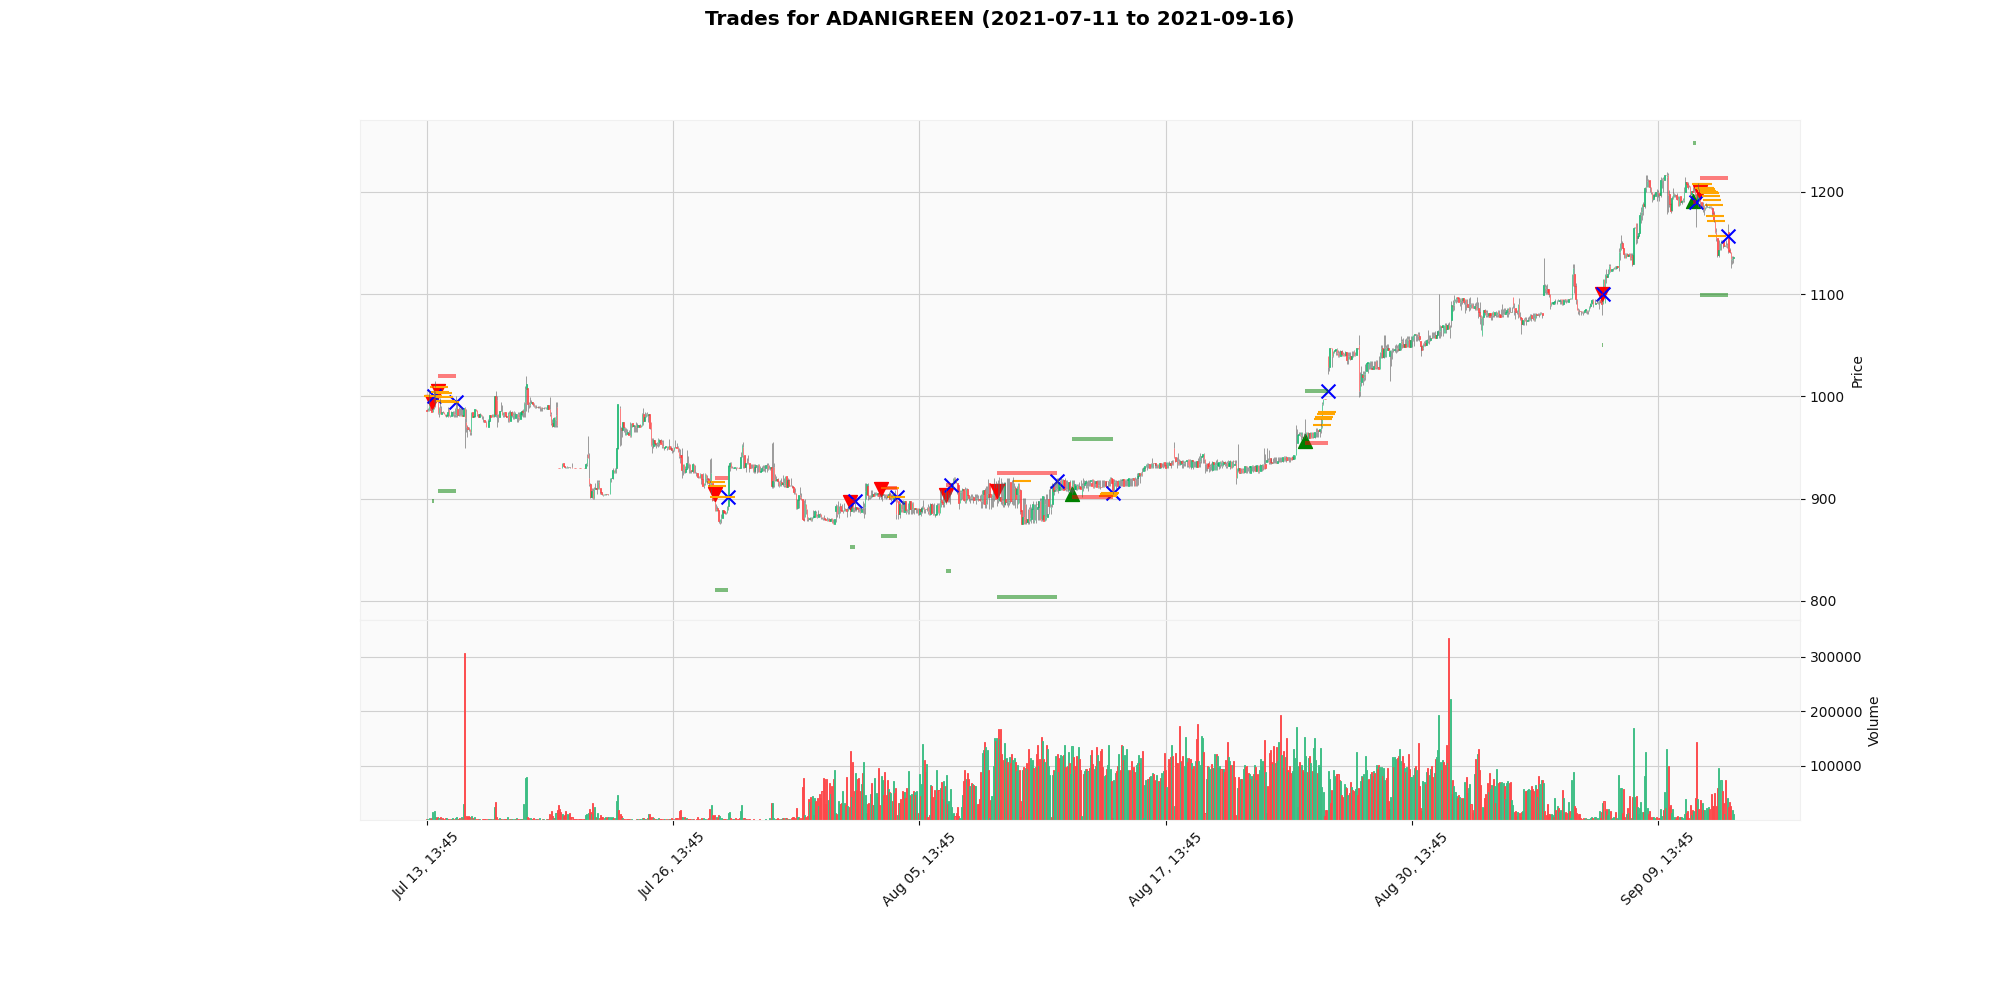 Trades for ADANIGREEN (2021-07-11 to 2021-09-16)
1200
1100
1000
900
800
Price
300000
200000
100000
Volume
Jul 13, 13:45
Jul 26, 13:45
Aug 05, 13:45
Aug 17, 13:45
Aug 30, 13:45
Sep 09, 13:45